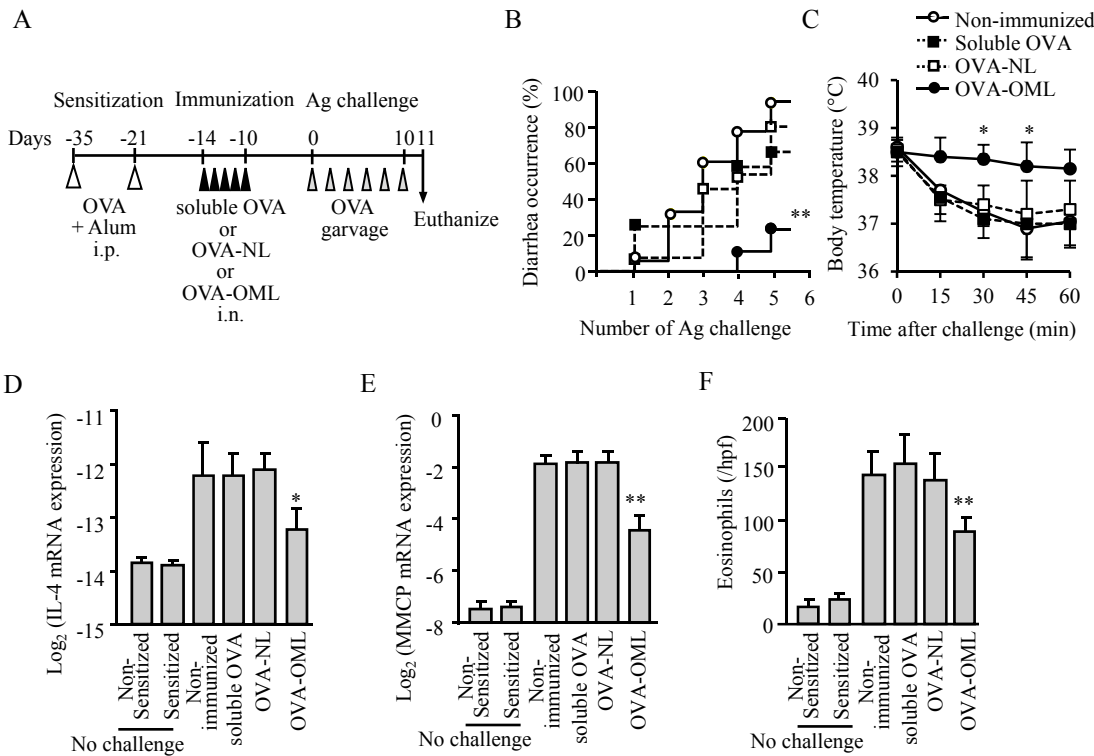 A
Sensitization Immunization Ag challenge
Days -35 -21 -14 -10 0 10 11
OVA
+ Alum
i.p.
soluble OVA
or
OVA-NL
or
OVA-OML
i.n.
OVA
garvage
Euthanize
B
Diarrhea occurrence (%)
100
80
60
40
20
0
1 2 3 4 5 6
Number of Ag challenge
**
C
Non-immunized
Soluble OVA
OVA-NL
OVA-OML
Body temperature (°C)
40
39
38
37
36
0 15 30 45 60
Time after challenge (min)
* *
D
Log2 (IL-4 mRNA expression)
-11
-12
-13
-14
-15
*
Non-
Sensitized
Sensitized
Non-
immunized
soluble OVA
OVA-NL
OVA-OML
No challenge
E
Log2 (MMCP mRNA expression)
0
-2
-4
-6
-8
**
Non-
Sensitized
Sensitized
Non-
immunized
soluble OVA
OVA-NL
OVA-OML
No challenge
F
Eosinophils (/hpf)
200
150
100
50
0
**
Non-
Sensitized
Sensitized
Non-
immunized
soluble OVA
OVA-NL
OVA-OML
No challenge